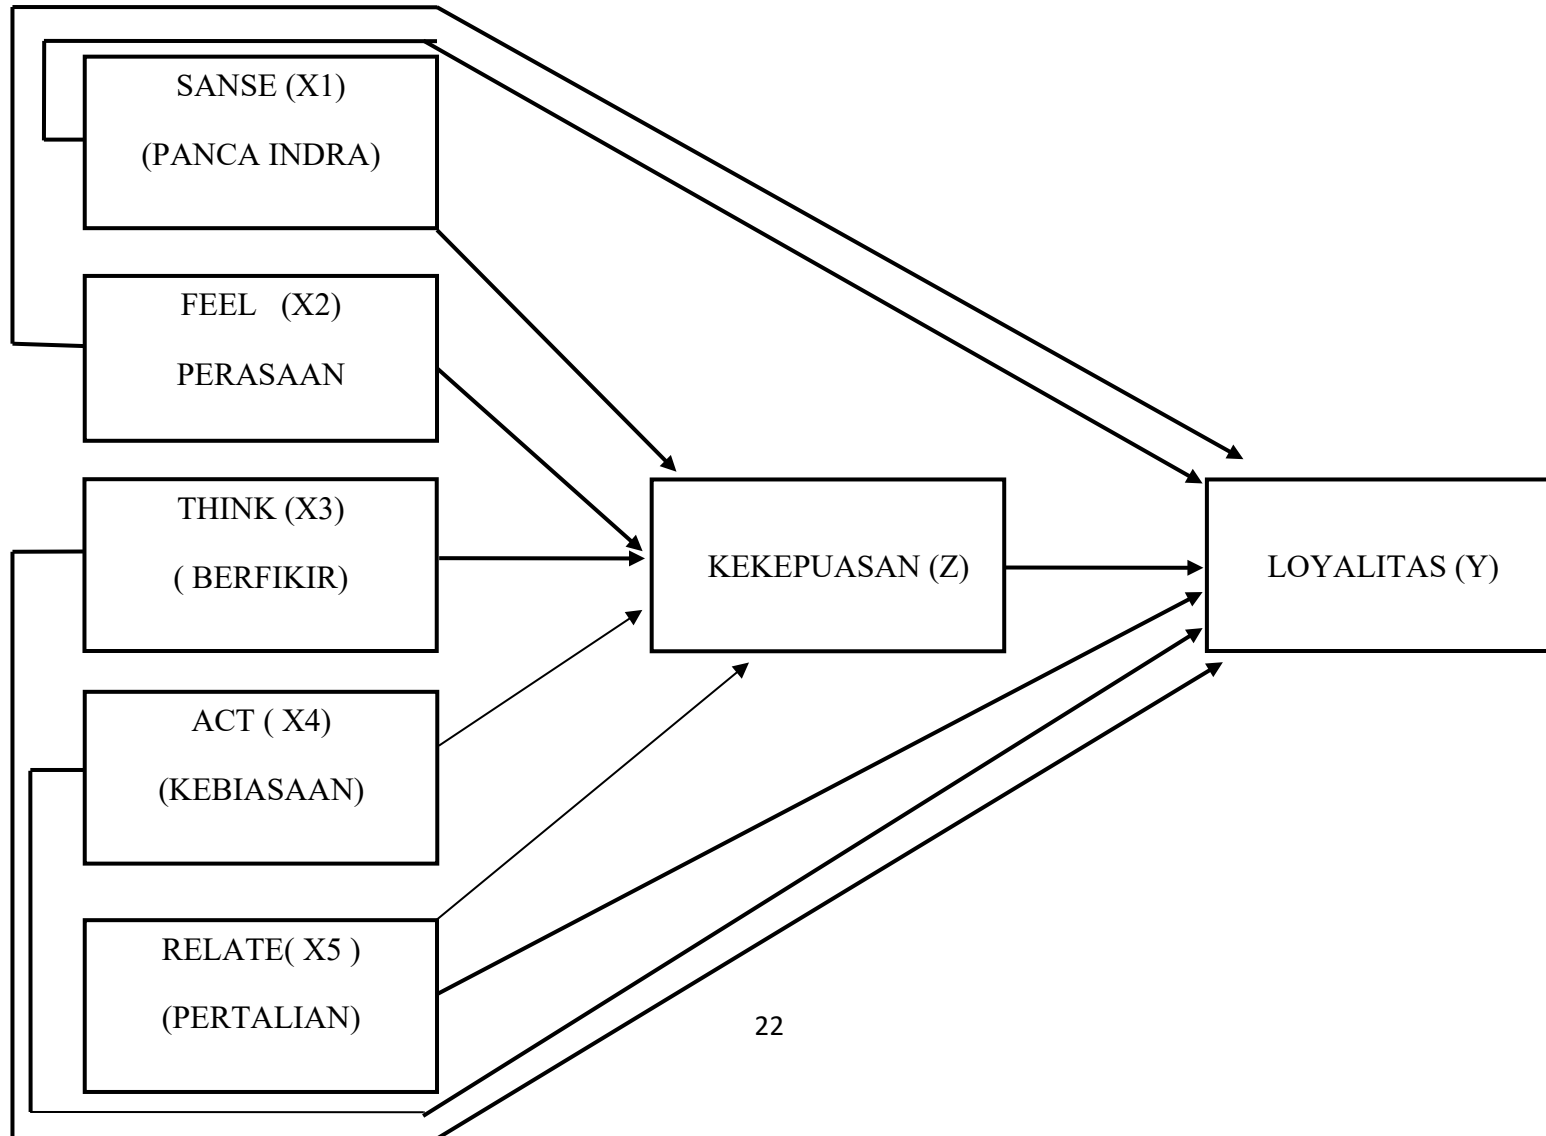 SANSE (X1)
(PANCA INDRA)
FEEL (X2)
PERASAAN
THINK (X3)
( BERFIKIR)
KEKEPUASAN (Z)
LOYALITAS (Y)
ACT ( X4)
(KEBIASAAN)
RELATE( X5 )
(PERTALIAN)
22